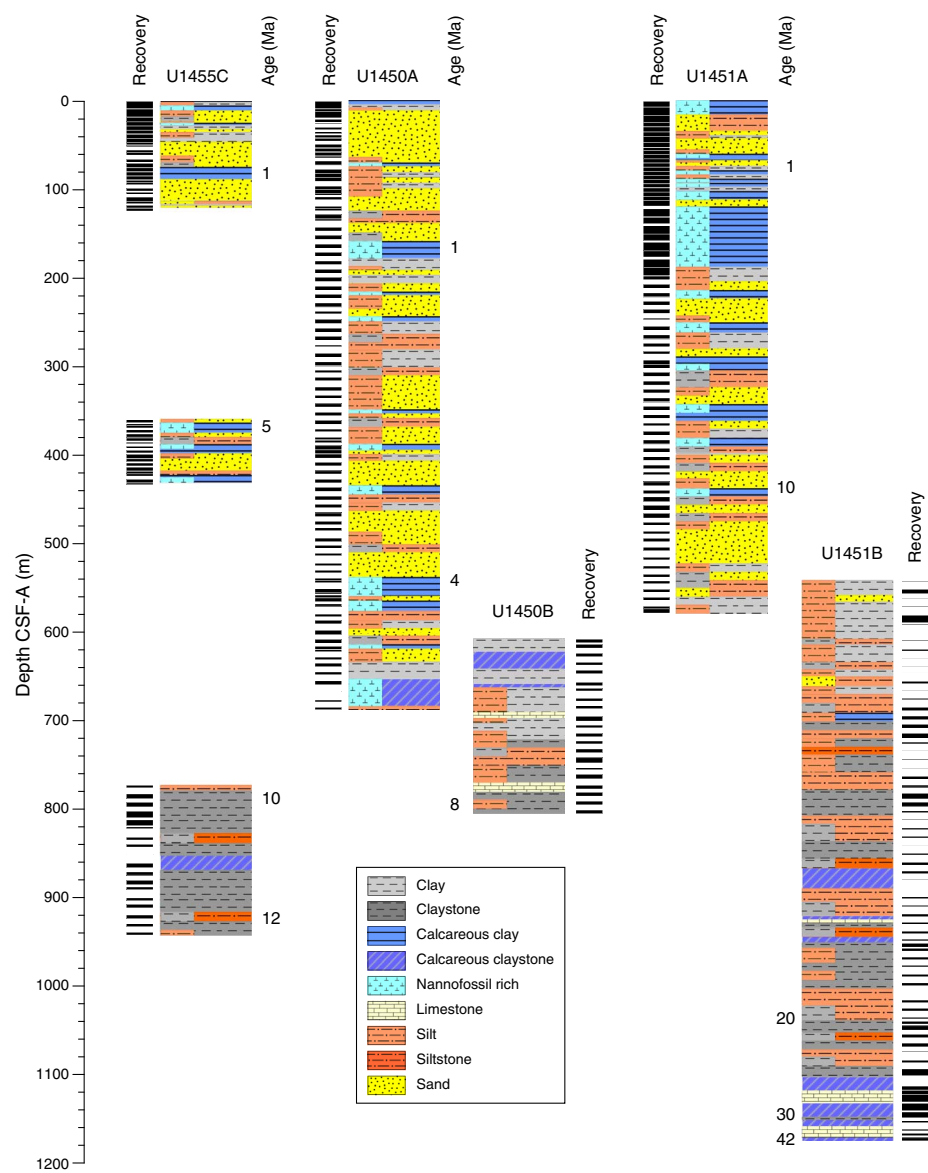 Recovery
U1455C
Age (Ma)
Recovery
U1450A
Age (Ma)
Recovery
U1451A
Age (Ma)
0
100
200
300
400
500
600
700
800
900
1000
1100
1200
Depth CSF-A (m)
1
5
10
12
1
4
8
U1450B
Recovery
1
10
U1451B
Recovery
20
30
42
Clay
Claystone
Calcareous clay
Calcareous claystone
Nannofossil rich
Limestone
Silt
Siltstone
Sand